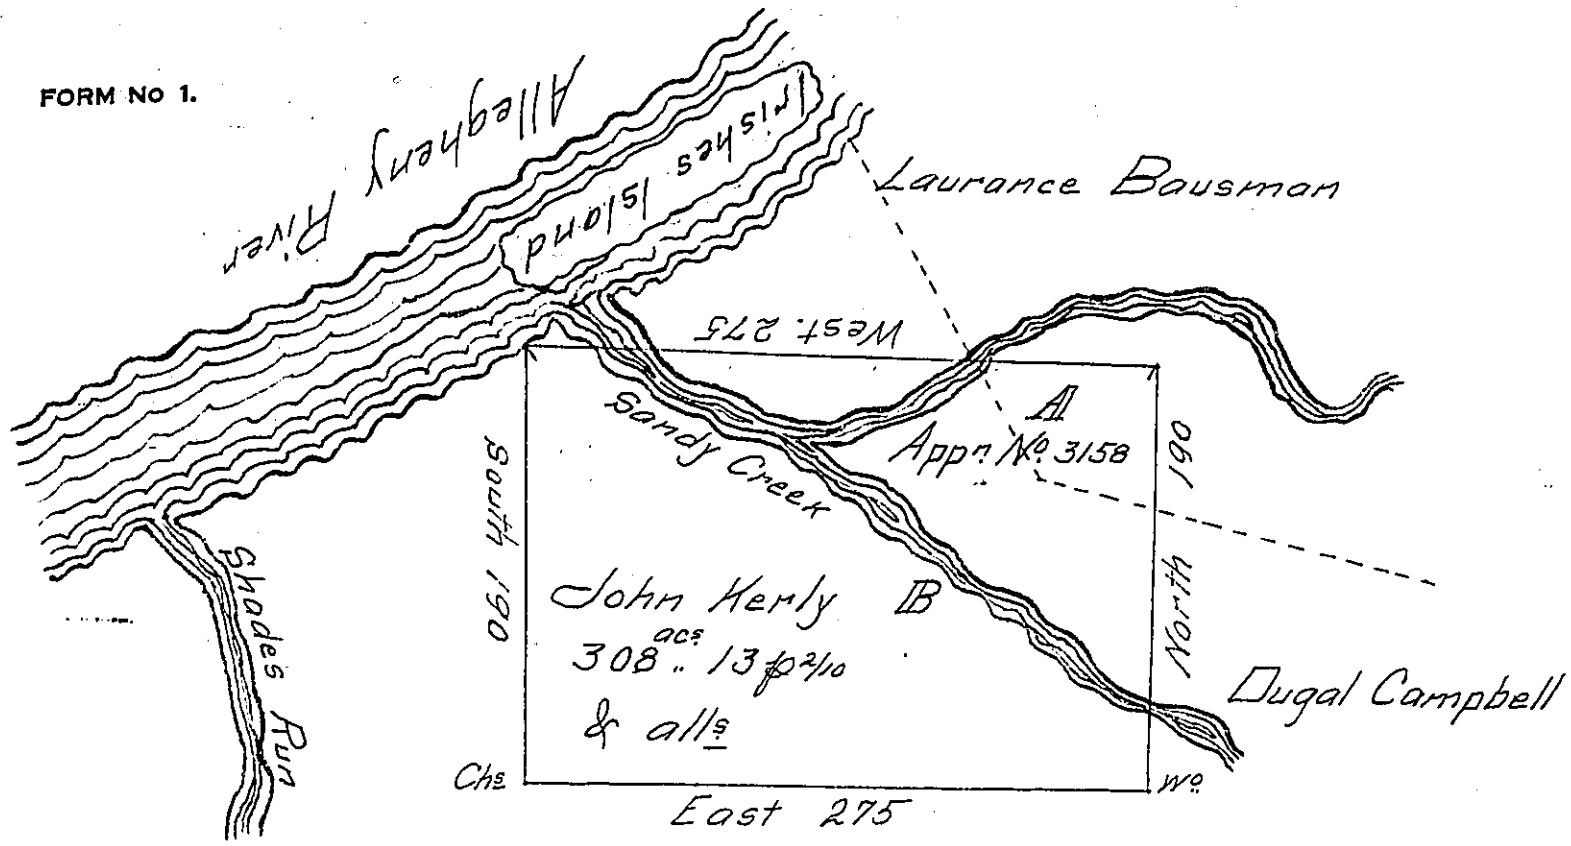 FORM No 1.
Allegheny River
Irishes Island
Laurance Bausman
West. 275
A
Sandy Creek
Appn. No. 3158
South 190
North 190
Shades Run
John Kerly
B
308 acs. 13 p 2/10
& alls
Dugal Campbell
Chs
Wo
East 275